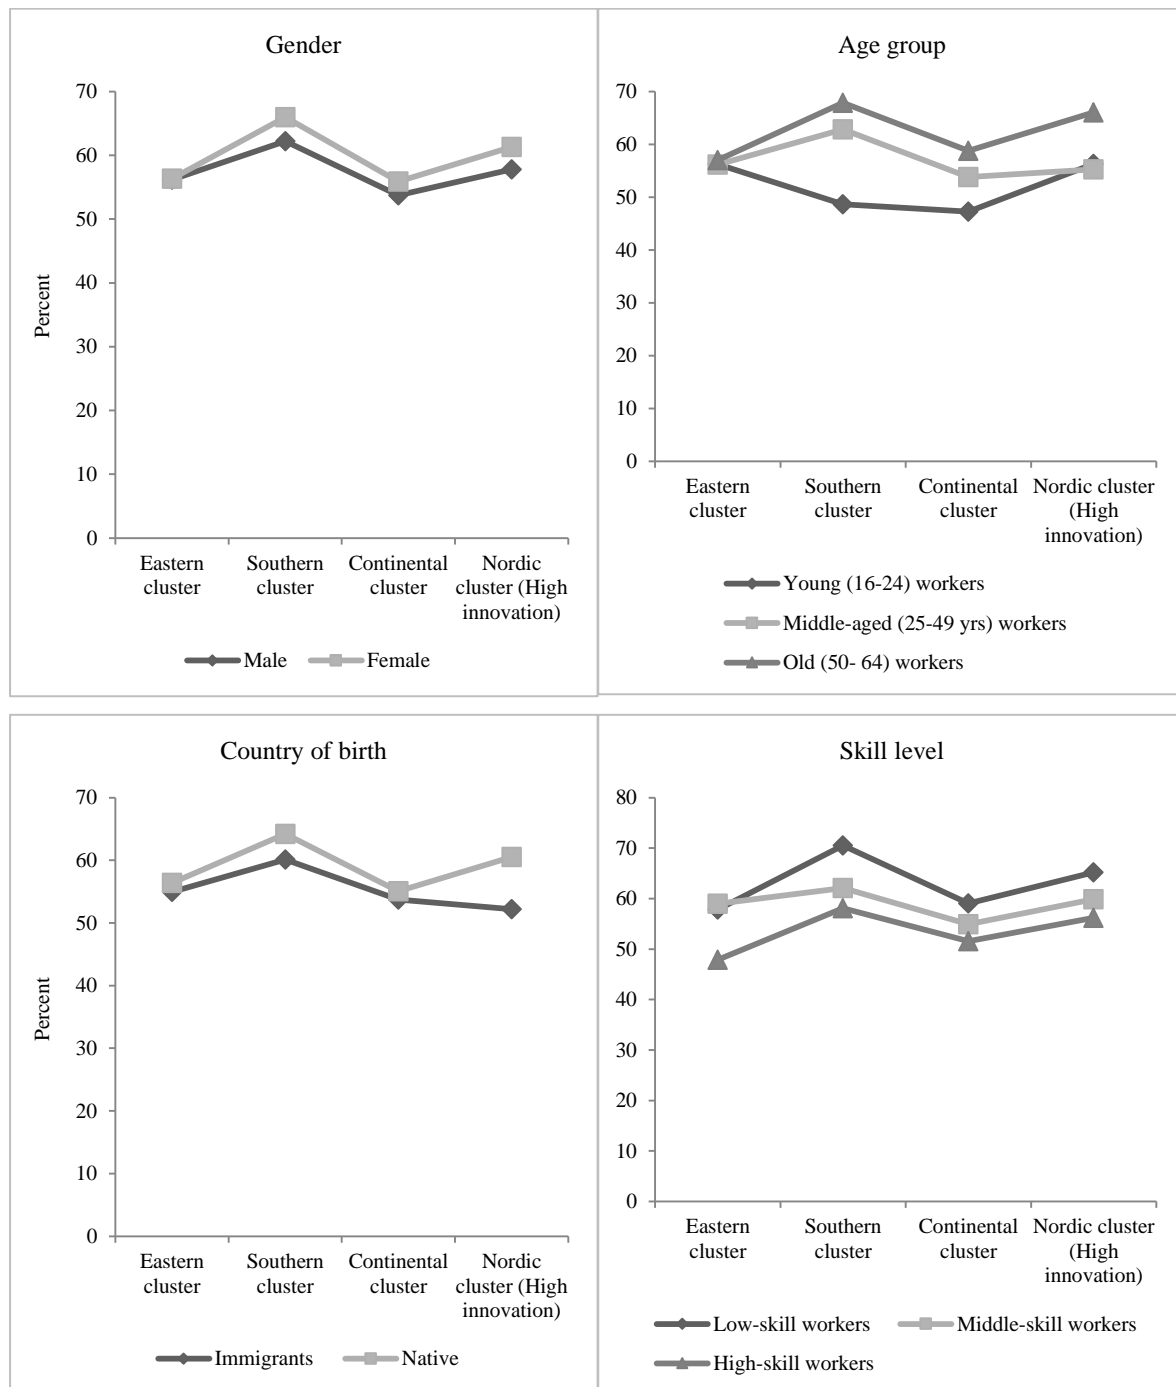 Gender
70
60
50
40
30
20
10
0
Percent
Eastern cluster
Southern cluster
Continental cluster
Nordic cluster (High innovation)
Male
Female
Age group
70
60
50
40
30
20
10
0
Eastern cluster
Southern cluster
Continental cluster
Nordic cluster (High innovation)
Young (16-24) workers
Middle-aged (25-49 yrs) workers
Old (50- 64) workers
Country of birth
70
60
50
40
30
20
10
0
Percent
Eastern cluster
Southern cluster
Continental cluster
Nordic cluster (High innovation)
Immigrants
Native
Skill level
80
70
60
50
40
30
20
10
0
Eastern cluster
Southern cluster
Continental cluster
Nordic cluster (High innovation)
Low-skill workers
Middle-skill workers
High-skill workers